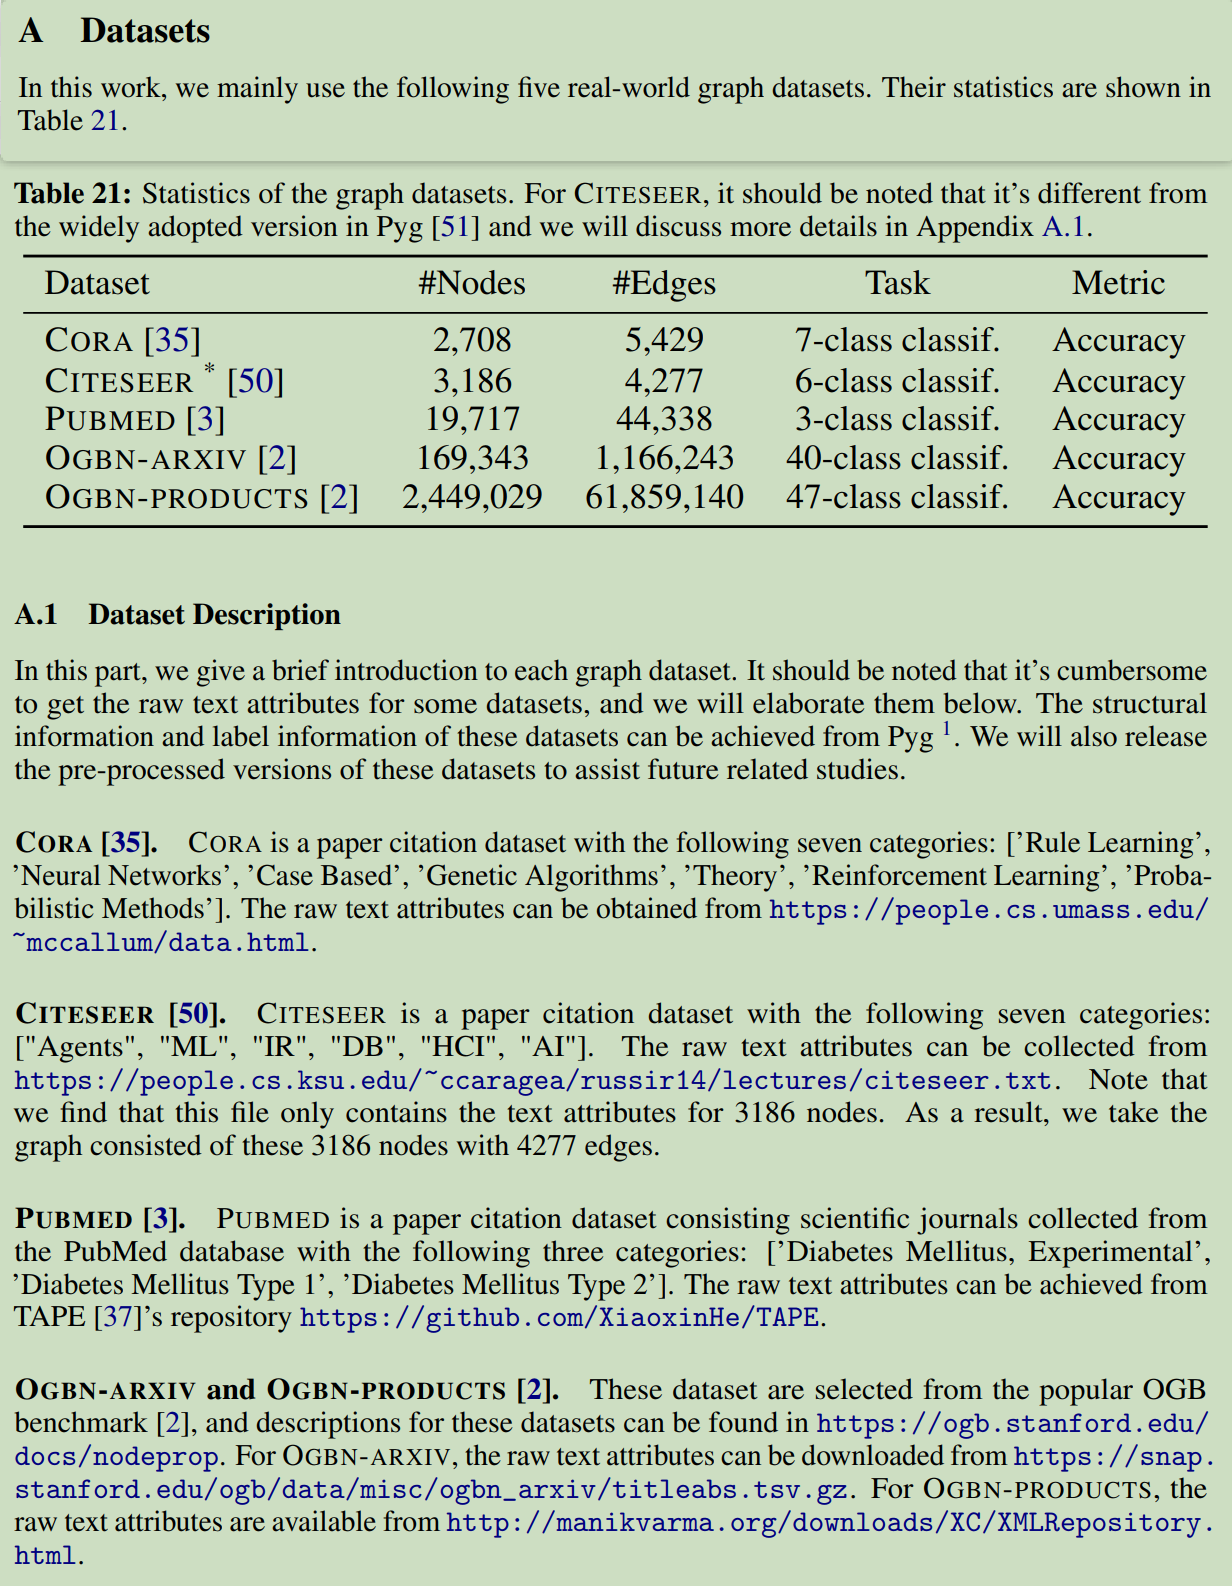 A Datasets
In this work, we mainly use the following five real-world graph datasets. Their statistics are shown in
Table 21.
Table 21: Statistics of the graph datasets. For CITESEER, it should be noted that it's different from
the widely adopted version in Pyg [51] and we will discuss more details in Appendix A.1.
Dataset #Nodes #Edges Task Metric
CORA [35] 2,708 5,429 7-class classif. Accuracy
CITESEER * [50] 3,186 4,277 6-class classif. Accuracy
PUBMED [3] 19,717 44,338 3-class classif. Accuracy
OGBN-ARXIV [2] 169,343 1,166,243 40-class classif. Accuracy
OGBN-PRODUCTS [2] 2,449,029 61,859,140 47-class classif. Accuracy
A.1 Dataset Description
In this part, we give a brief introduction to each graph dataset. It should be noted that it's cumbersome
to get the raw text attributes for some datasets, and we will elaborate them below. The structural
information and label information of these datasets can be achieved from Pyg 1. We will also release
the pre-processed versions of these datasets to assist future related studies.
CORA [35]. CORA is a paper citation dataset with the following seven categories: ['Rule Learning',
'Neural Networks', 'Case Based', 'Genetic Algorithms', 'Theory', 'Reinforcement Learning', 'Proba-
bilistic Methods']. The raw text attributes can be obtained from https://people.cs.umass.edu/
~mccallum/data.html.
CITESEER [50]. CITESEER is a paper citation dataset with the following seven categories:
["Agents", "ML", "IR", "DB", "HCI", "AI"]. The raw text attributes can be collected from
https://people.cs.ksu.edu/~ccaragea/russir14/lectures/citeseer.txt. Note that
we find that this file only contains the text attributes for 3186 nodes. As a result, we take the
graph consisted of these 3186 nodes with 4277 edges.
PUBMED [3]. PUBMED is a paper citation dataset consisting scientific journals collected from
the PubMed database with the following three categories: ['Diabetes Mellitus, Experimental',
'Diabetes Mellitus Type 1', 'Diabetes Mellitus Type 2']. The raw text attributes can be achieved from
TAPE [37]'s repository https://github.com/XiaoxinHe/TAPE.
OGBN-ARXIV and OGBN-PRODUCTS [2]. These dataset are selected from the popular OGB
benchmark [2], and descriptions for these datasets can be found in https://ogb.stanford.edu/
docs/nodeprop. For OGBN-ARXIV, the raw text attributes can be downloaded from https://snap.
stanford.edu/ogb/data/misc/ogbn_arxiv/titleabs.tsv.gz. For OGBN-PRODUCTS, the
raw text attributes are available from http://manikvarma.org/downloads/XC/XMLRepository.
html.